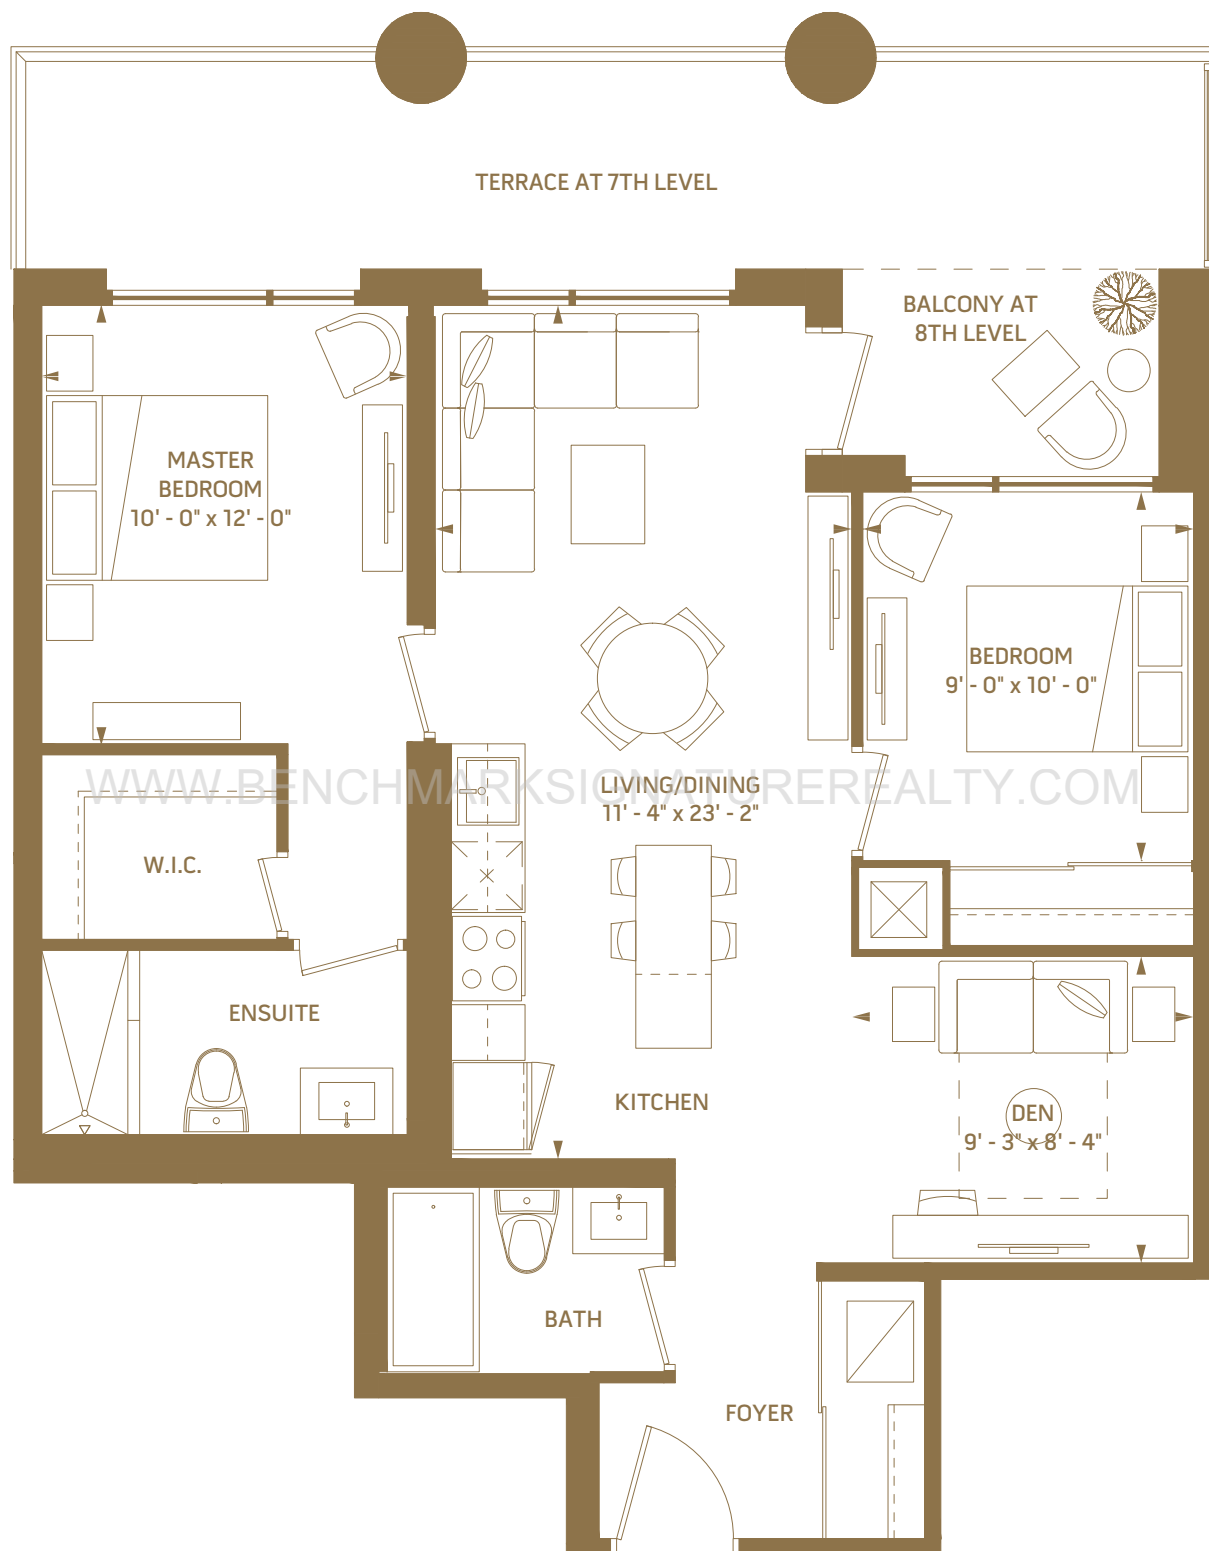 TERRACE AT 7TH LEVEL
BALCONY AT
8TH LEVEL
MASTER
BEDROOM
10' - 0" x 12' - 0"
BEDROOM
9' - 0" x 10' - 0"
WWW.BENCHMARKSIGNATUREREALTY.COM
LIVING/DINING
11' - 4" x 23' - 2"
W.I.C.
ENSUITE
KITCHEN
DEN
9' - 3" x 8' - 4"
BATH
FOYER